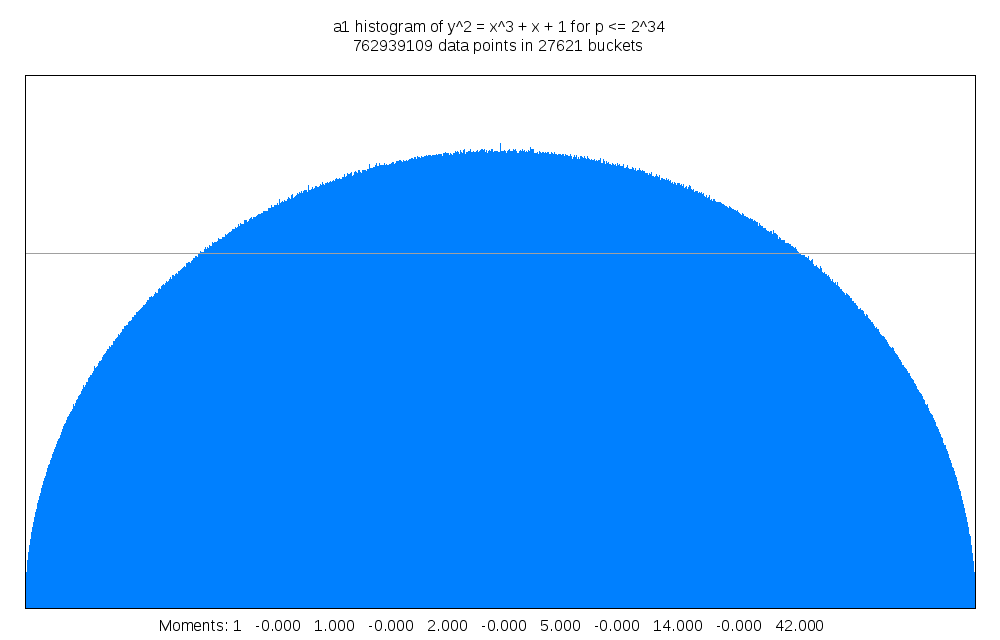 a1 histogram of y^2 = x^3 + x + 1 for p <= 2^34
762939109 data points in 27621 buckets
Moments: 1 -0.000 1.000 -0.000 2.000 -0.000 5.000 -0.000 14.000 -0.000 42.000